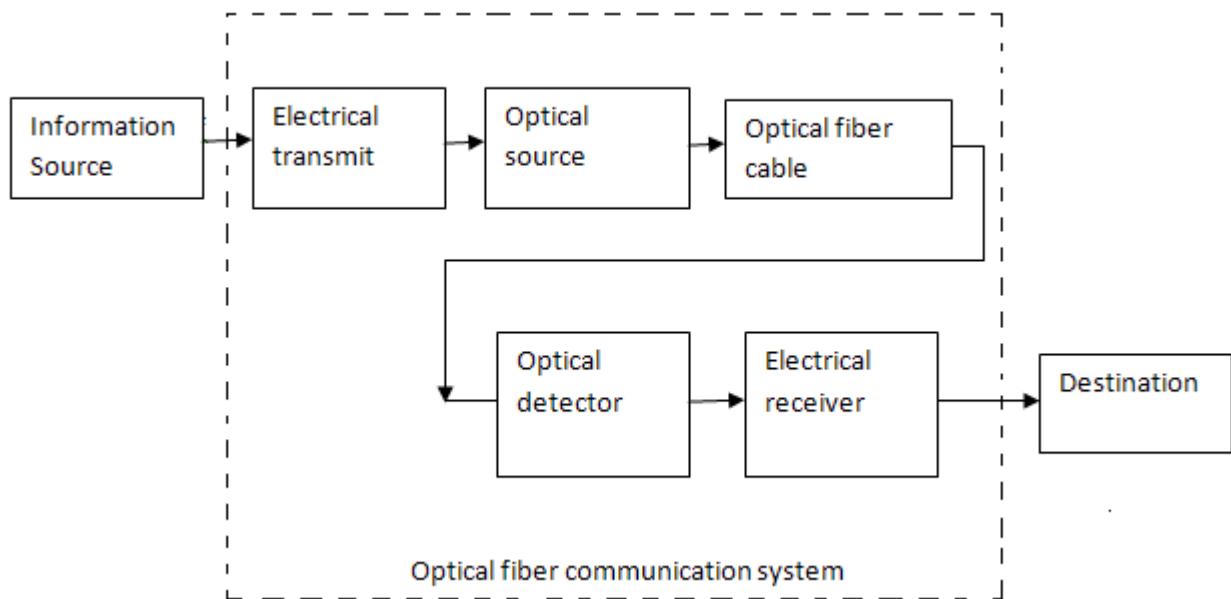 Information
Source
Electrical
transmit
Optical
source
Optical fiber
cable
Optical
detector
Electrical
receiver
Destination
Optical fiber communication system